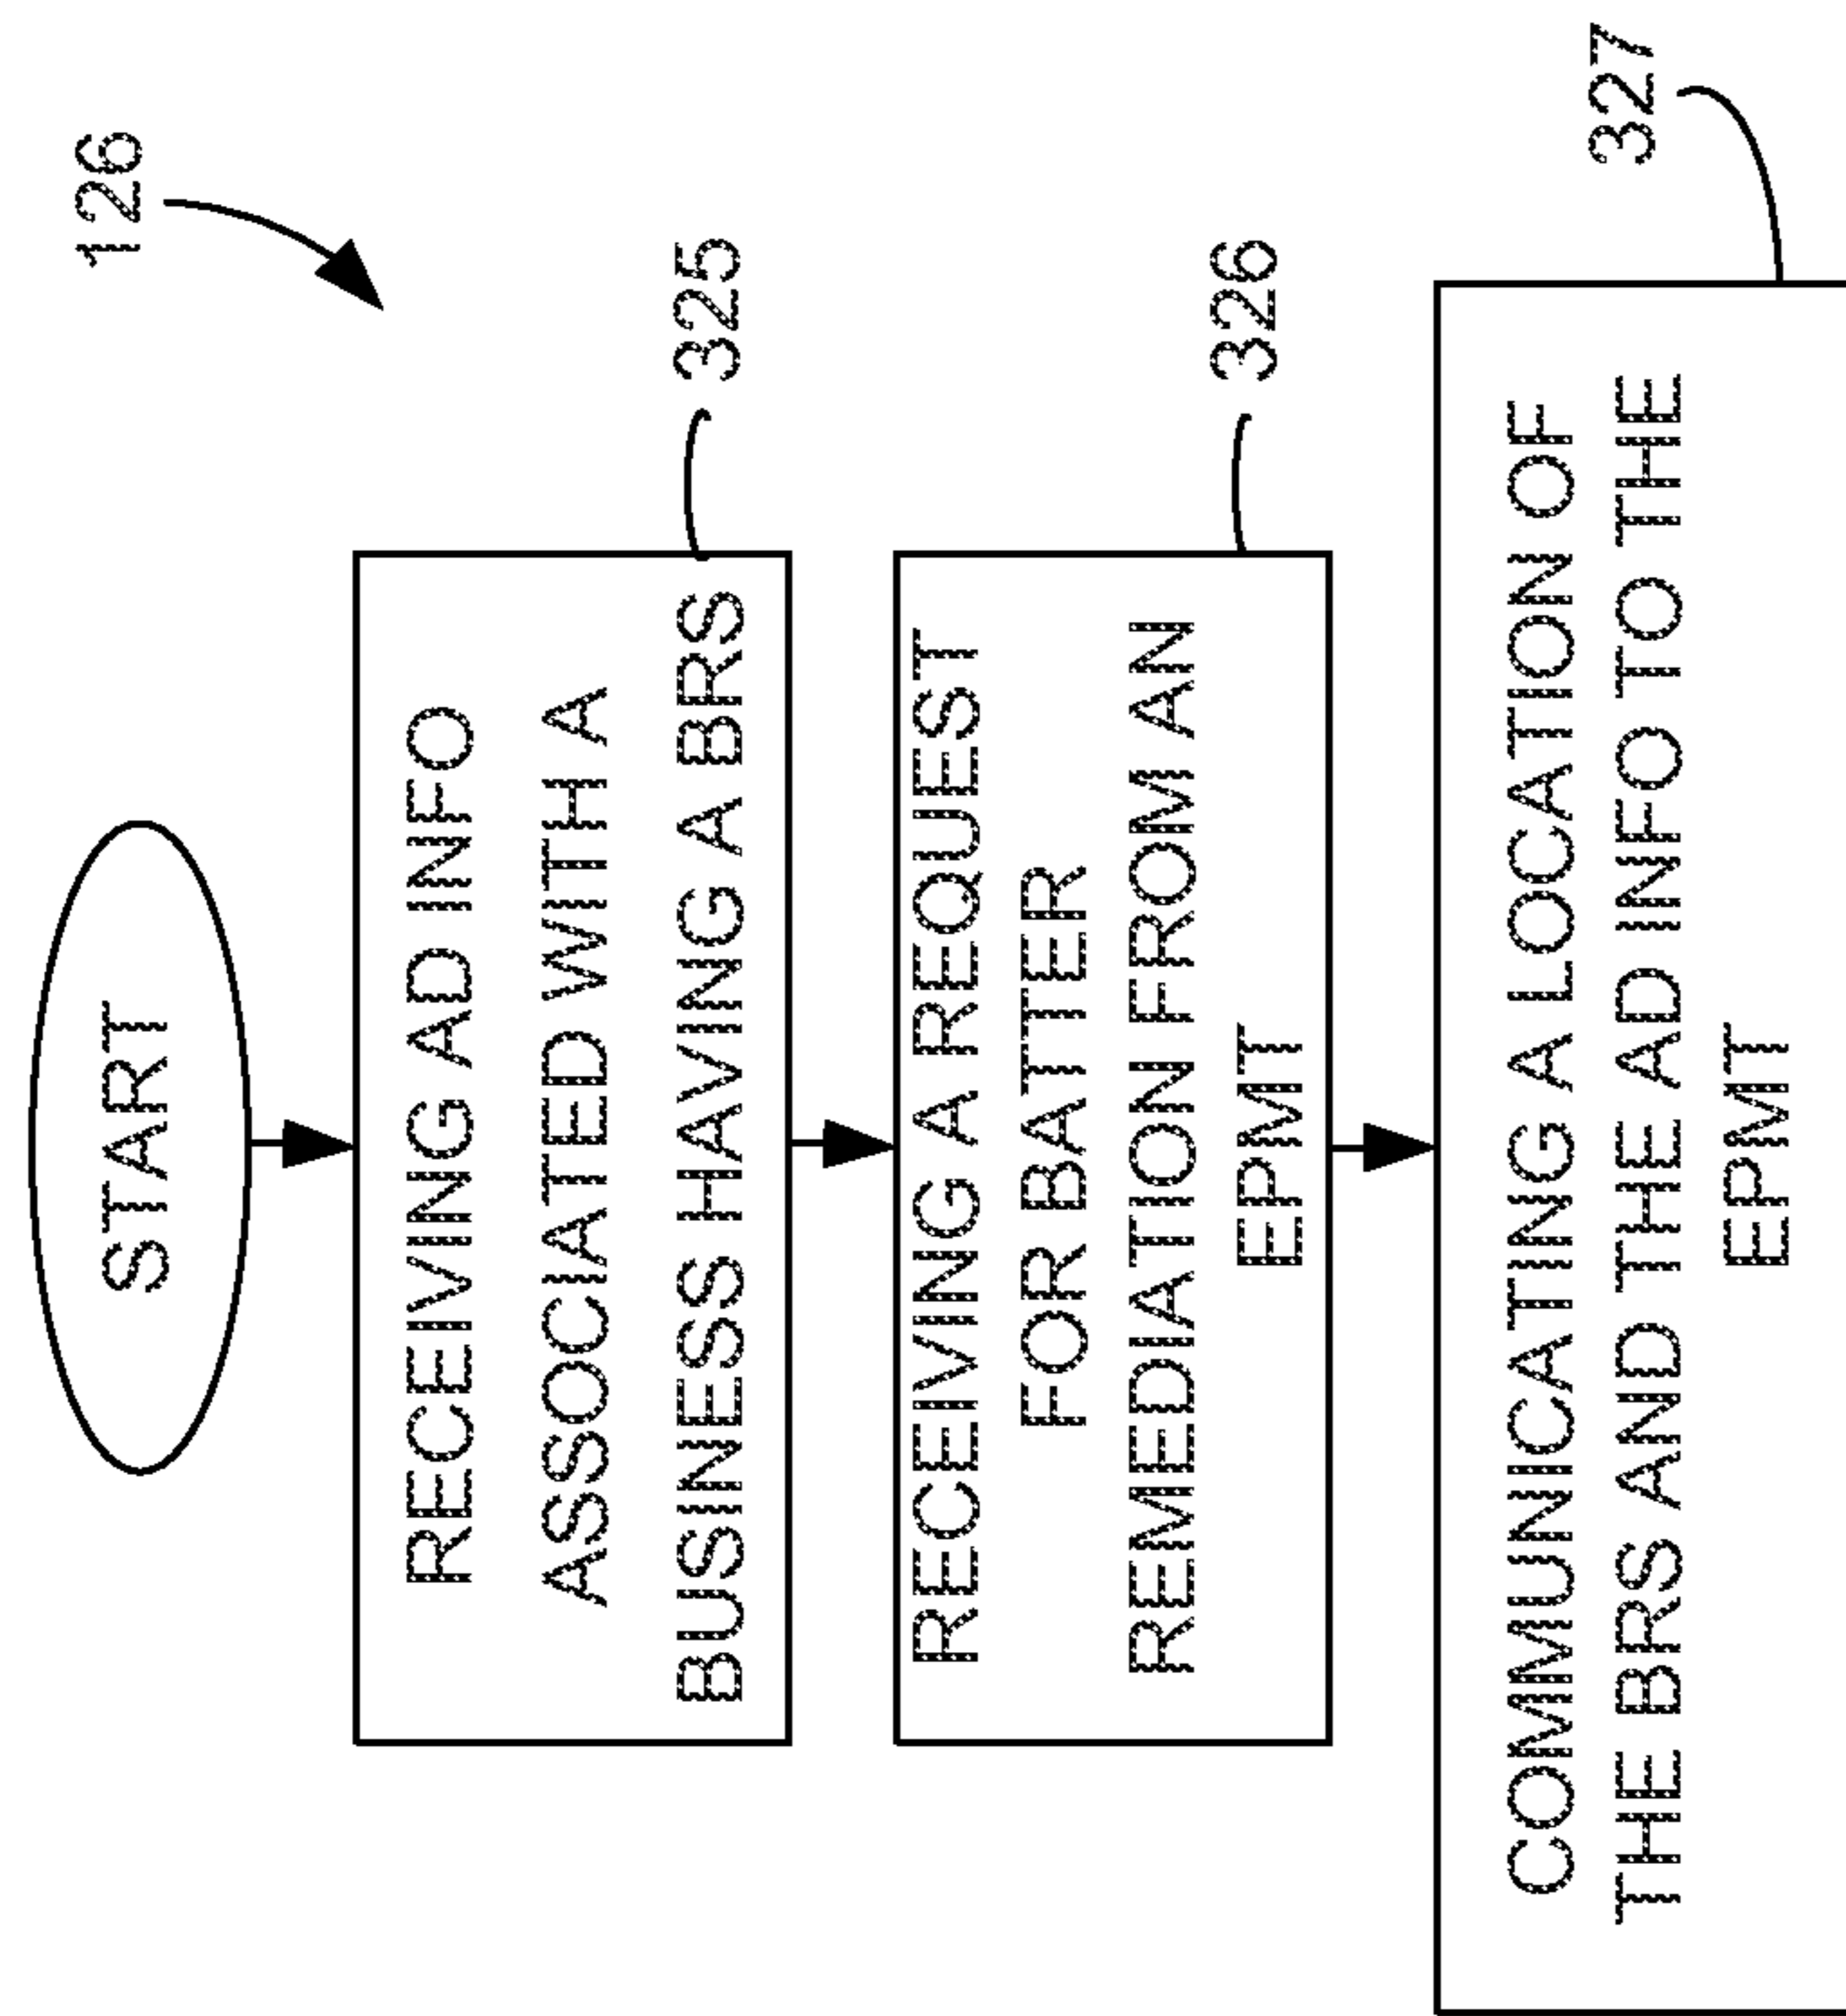 126
START
RECEIVING AD INFO
ASSOCIATED WITH A
BUSINESS HAVING A BRS
325
RECEIVING A REQUEST
FOR BATTER
REMEDIATION FROM AN
EPMT
326
COMMUNICATING A LOCATION OF
THE BRS AND THE AD INFO TO THE
EPMT
327